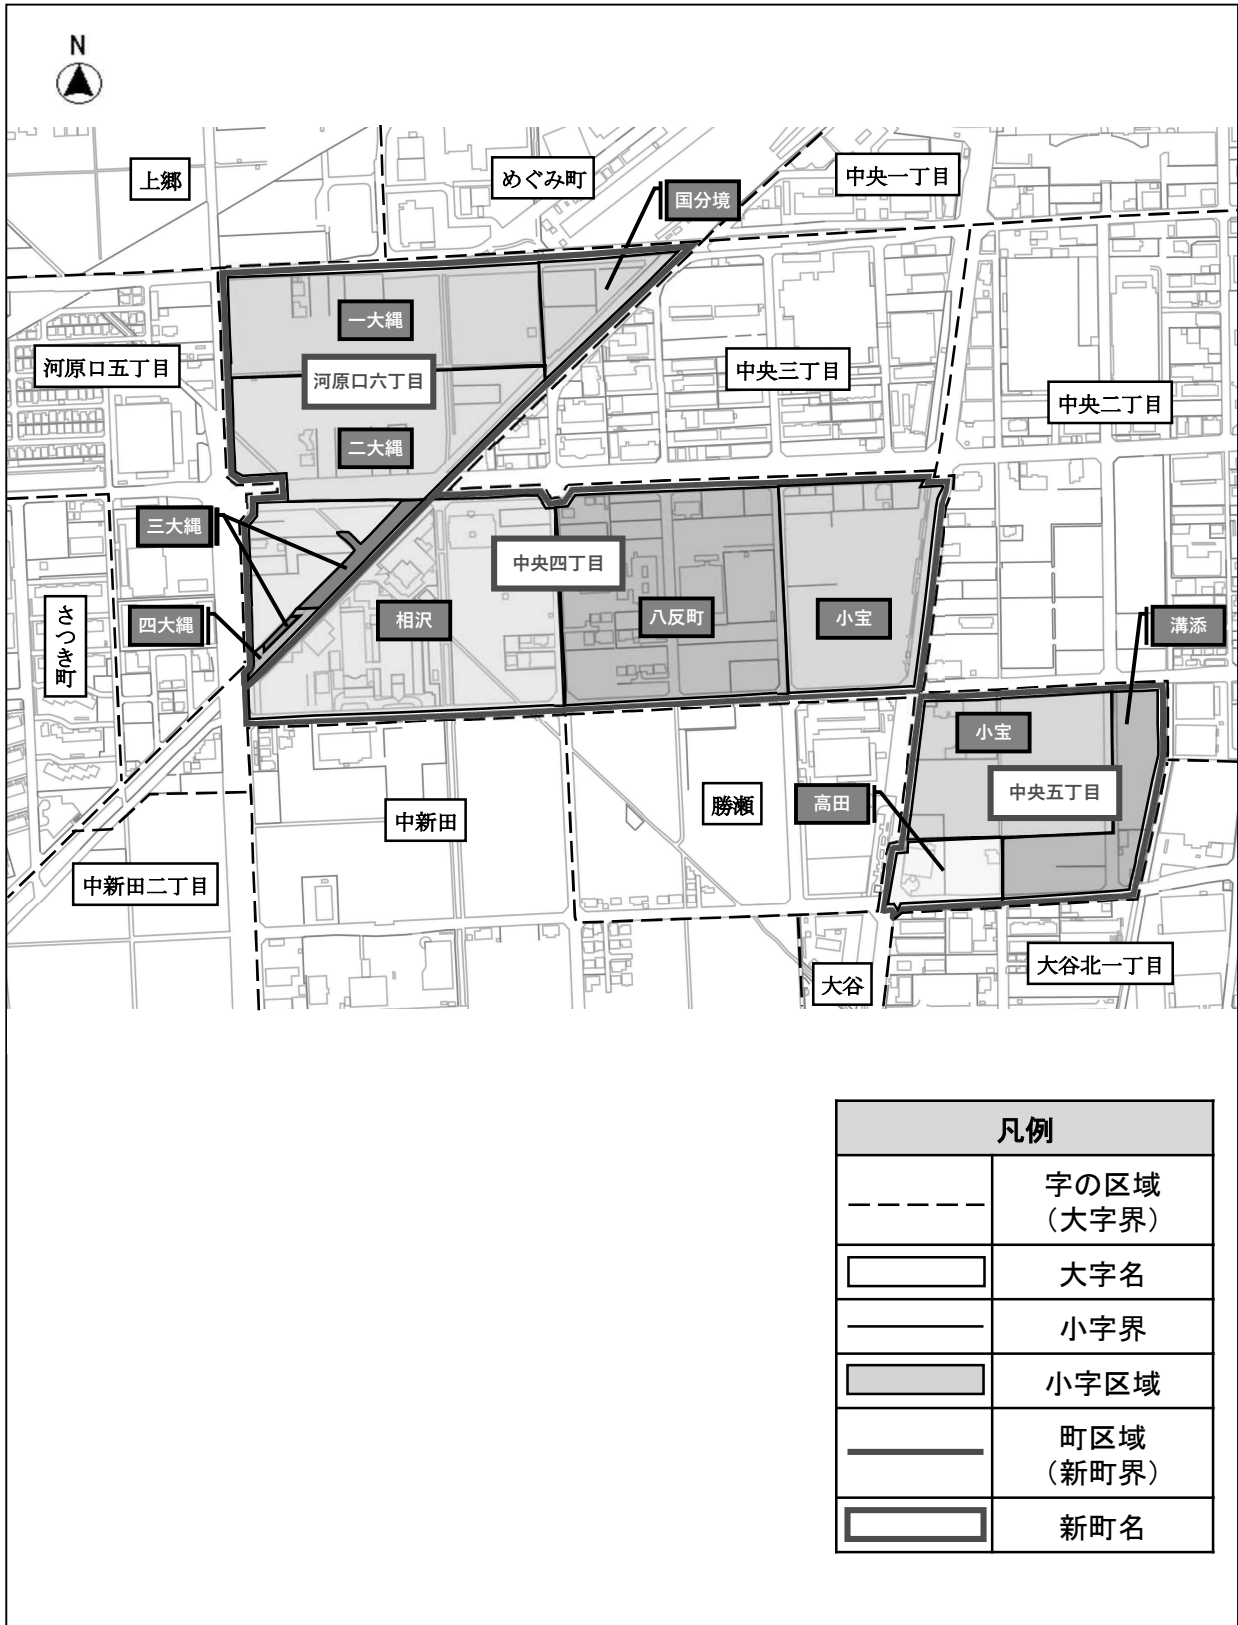 N
上郷
めぐみ町
中央一丁目
国分境
一大縄
河原口五丁目
河原口六丁目
中央三丁目
中央二丁目
二大縄
三大縄
中央四丁目
さつき町
四大縄
相沢
八反町
小宝
溝添
小宝
中央五丁目
高田
勝瀬
中新田
中新田二丁目
大谷北一丁目
大谷
凡例
字の区域
（大字界）
大字名
小字界
小字区域
町区域
（新町界）
新町名